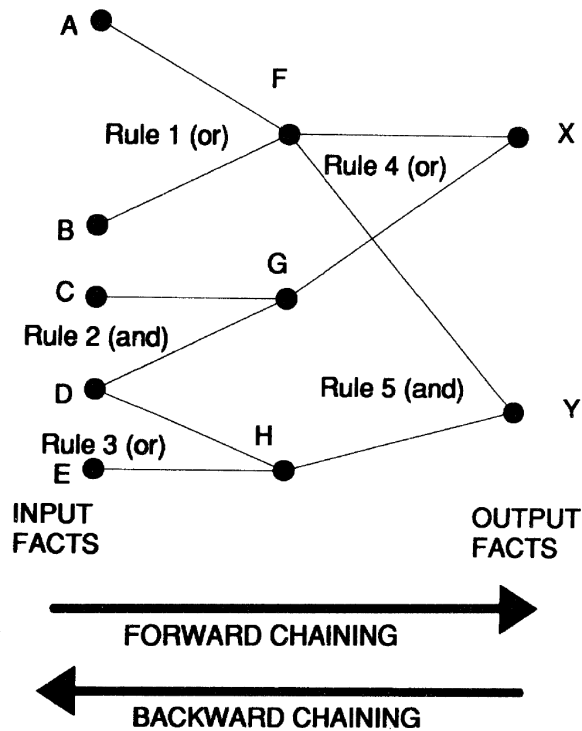 A
F
Rule 1 (or)
X
Rule 4 (or)
B
G
C
Rule 2 (and)
D
Rule 5 (and)
Y
H
Rule 3 (or)
E
INPUT
FACTS
OUTPUT
FACTS
FORWARD CHAINING
BACKWARD CHAINING